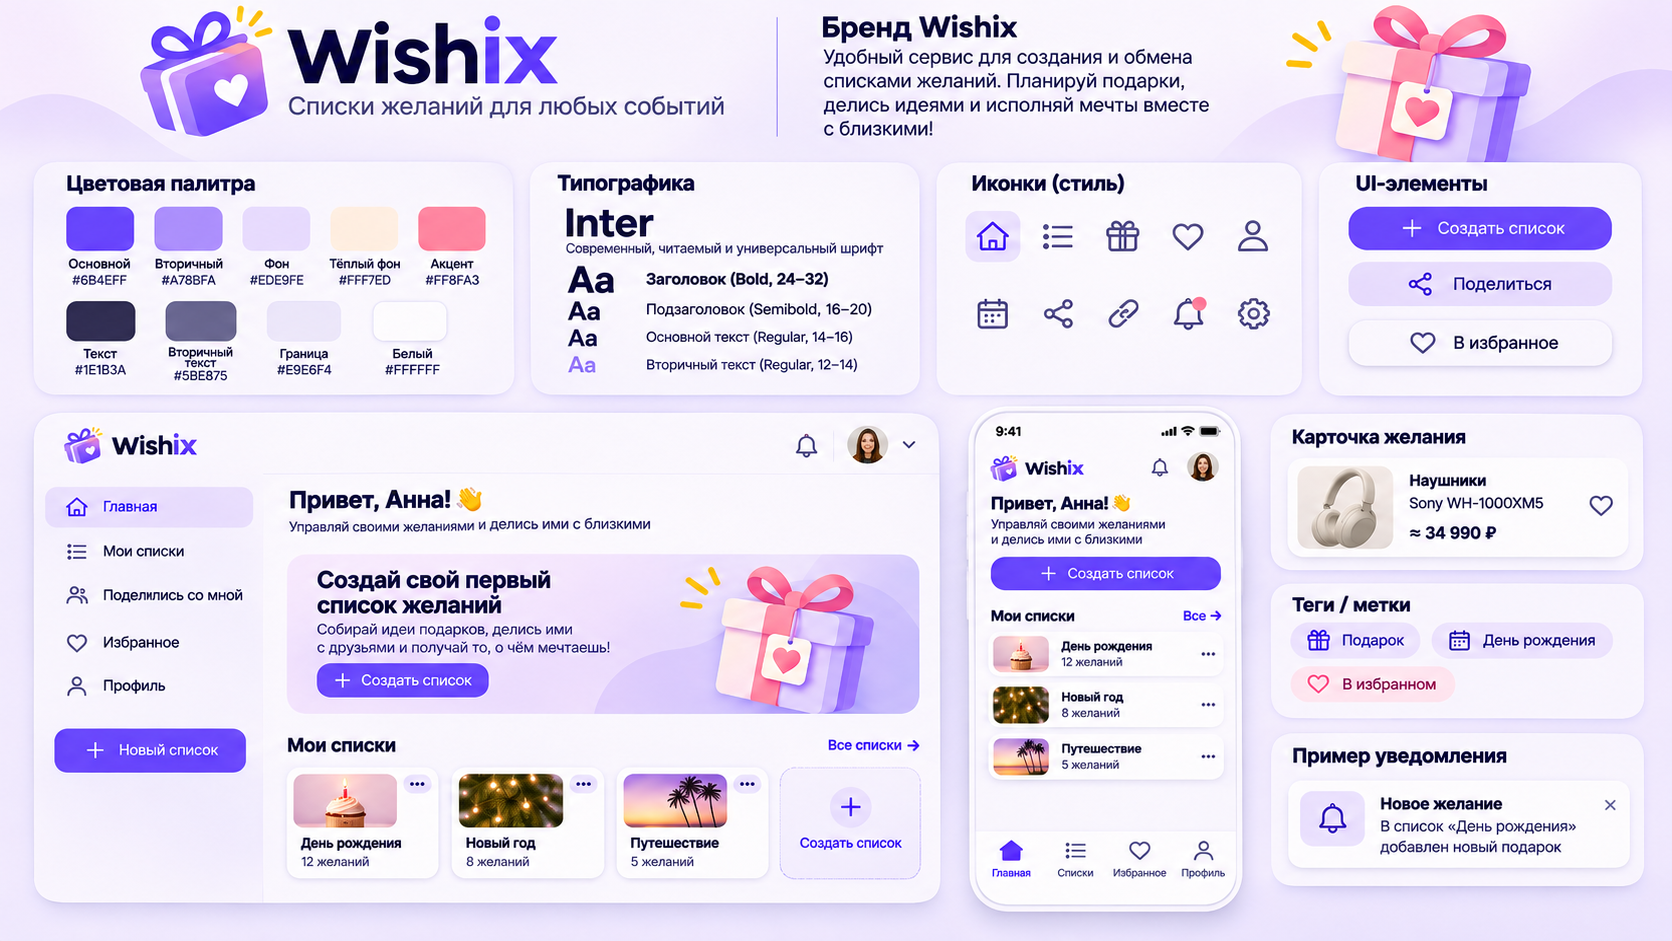 Wishix
Списки желаний для любых событий
Бренд Wishix
Удобный сервис для создания и обмена
списками желаний. Планируй подарки,
делись идеями и исполняй мечты вместе
с близкими!
Цветовая палитра
Основной
#6B4EFF
Вторичный
#A78BFA
Фон
#EDE9FE
Тёплый фон
#FFF7ED
Акцент
#FF8FA3
Текст
#1E1B3A
Вторичный
текст
#5BE875
Граница
#E9E6F4
Белый
#FFFFFF
Типографика
Inter
Современный, читаемый и универсальный шрифт
Aa Заголовок (Bold, 24–32)
Aa Подзаголовок (Semibold, 16–20)
Aa Основной текст (Regular, 14–16)
Aa Вторичный текст (Regular, 12–14)
Иконки (стиль)
UI-элементы
Создать список
Поделиться
В избранное
Wishix
Главная
Мои списки
Поделились со мной
Избранное
Профиль
Новый список
Привет, Анна! 👋
Управляй своими желаниями и делись ими с близкими
Создай свой первый
список желаний
Собирай идеи подарков, делись ими
с друзьями и получай то, о чём мечтаешь!
Создать список
Мои списки
Все списки →
День рождения
12 желаний
Новый год
8 желаний
Путешествие
5 желаний
Создать список
9:41
Wishix
Привет, Анна! 👋
Управляй своими желаниями
и делись ими с близкими
Создать список
Мои списки
Все →
День рождения
12 желаний
Новый год
8 желаний
Путешествие
5 желаний
Главная
Списки
Избранное
Профиль
Карточка желания
Наушники
Sony WH-1000XM5
≈ 34 990 ₽
Теги / метки
Подарок
День рождения
В избранном
Пример уведомления
Новое желание
В список «День рождения»
добавлен новый подарок